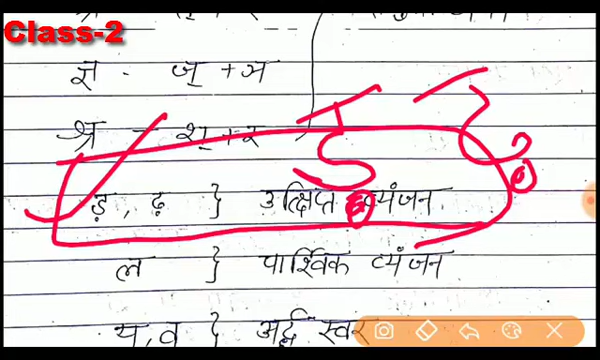 Class-2
ज्ञ - ज् + ञ
श्र - श् + र
ड़, ढ़ } उत्क्षिप्त व्यंजन
ल } पार्श्विक व्यंजन
य, व } अर्द्ध स्वर